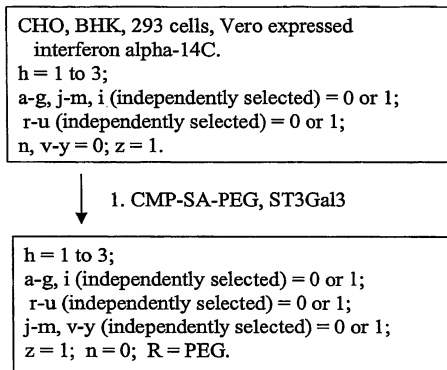 CHO, BHK, 293 cells, Vero expressed
interferon alpha-14C.
h = 1 to 3;
a-g, j-m, i (independently selected) = 0 or 1;
r-u (independently selected) = 0 or 1;
n, v-y = 0; z = 1.
1. CMP-SA-PEG, ST3Gal3
h = 1 to 3;
a-g, i (independently selected) = 0 or 1;
r-u (independently selected) = 0 or 1;
j-m, v-y (independently selected) = 0 or 1;
z = 1; n = 0; R = PEG.